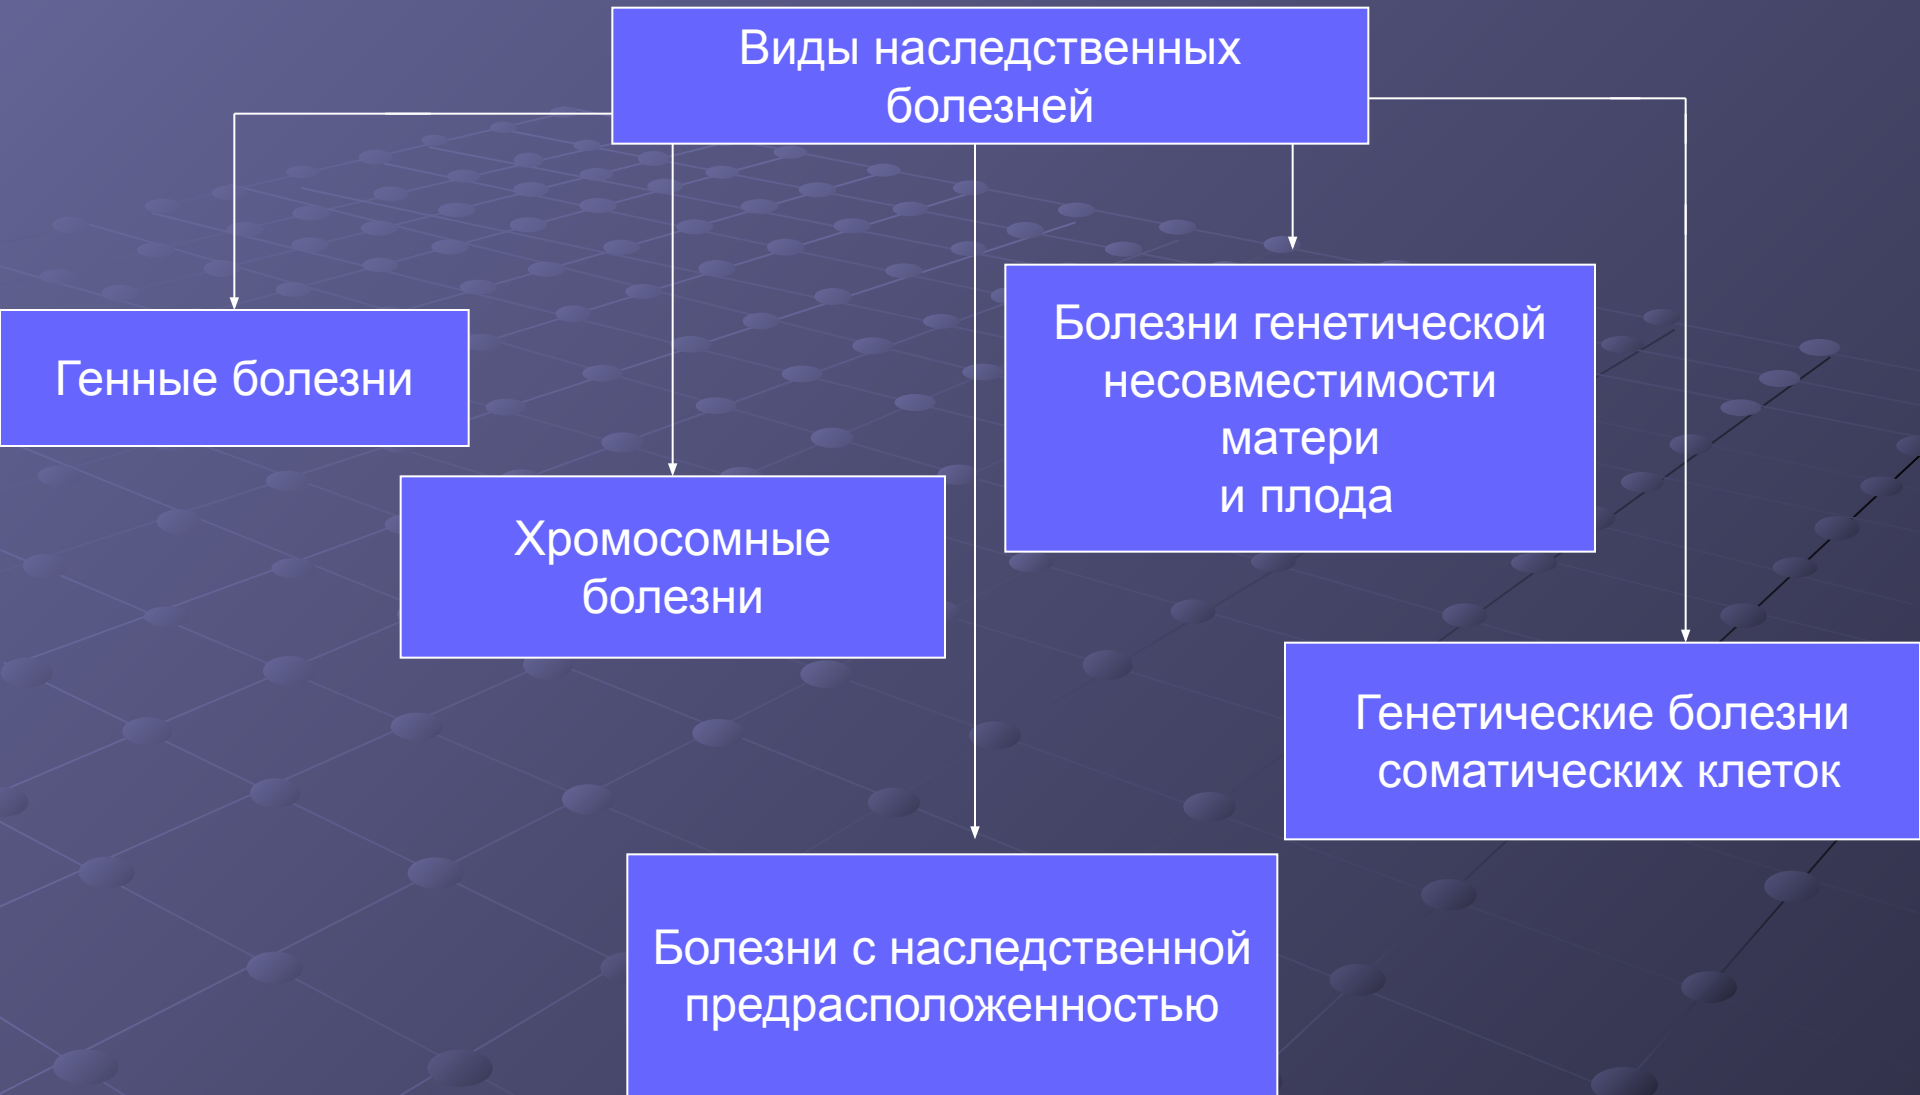 Виды наследственных
болезней
Генные болезни
Хромосомные
болезни
Болезни с наследственной
предрасположенностью
Болезни генетической
несовместимости
матери
и плода
Генетические болезни
соматических клеток